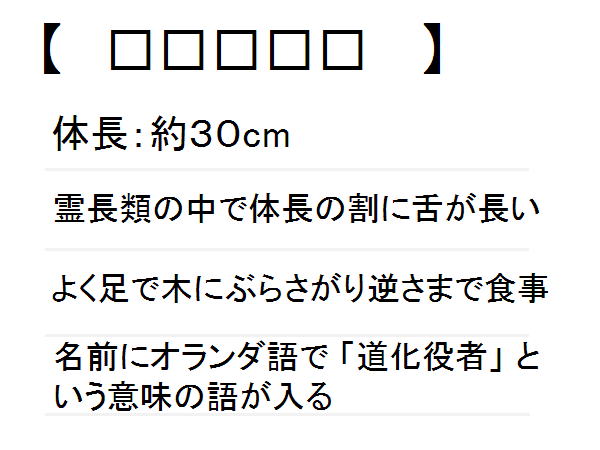 【 □□□□□ 】
体長：約30cm
霊長類の中で体長の割に舌が長い
よく足で木にぶらさがり逆さまで食事
名前にオランダ語で「道化役者」と
いう意味の語が入る